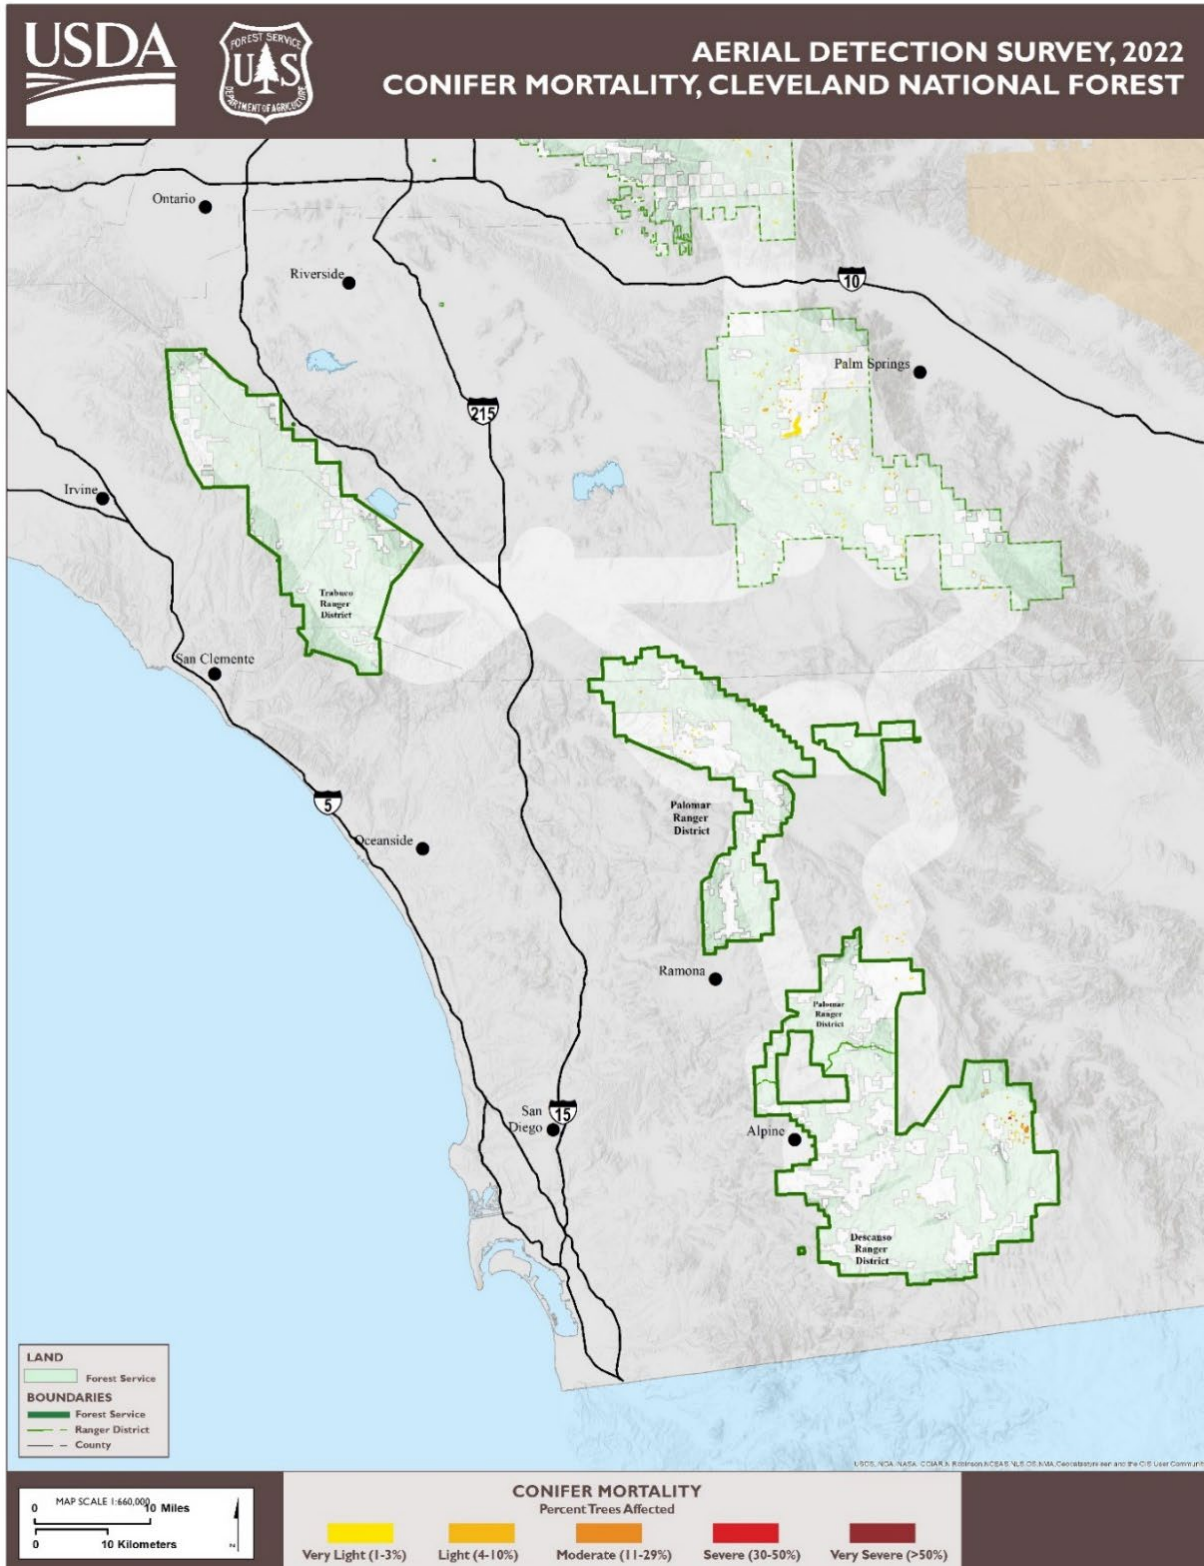 USDA
FOREST SERVICE
U S
DEPARTMENT OF AGRICULTURE
AERIAL DETECTION SURVEY, 2022
CONIFER MORTALITY, CLEVELAND NATIONAL FOREST
Ontario
Riverside
10
Palm Springs
215
Irvine
Trabuco
Ranger
District
San Clemente
5
Oceanside
Palomar
Ranger
District
Ramona
Palomar
Ranger
District
San
Diego
15
Alpine
Descanso
Ranger
District
LAND
Forest Service
BOUNDARIES
Forest Service
Ranger District
County
MAP SCALE 1:660,000
0 10 Miles
0 10 Kilometers
N
CONIFER MORTALITY
Percent Trees Affected
Very Light (1-3%)
Light (4-10%)
Moderate (11-29%)
Severe (30-50%)
Very Severe (>50%)